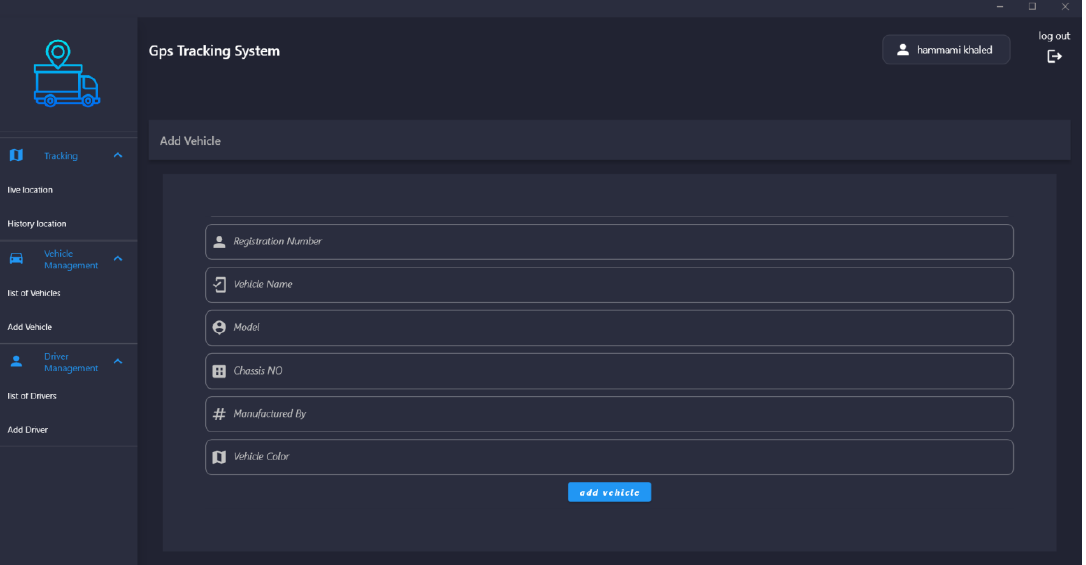 Gps Tracking System
hammami khaled
log out
Tracking
live location
History location
Vehicle
Management
list of Vehicles
Add Vehicle
Driver
Management
list of Drivers
Add Driver
Add Vehicle
Registration Number
Vehicle Name
Model
Chassis NO
Manufactured By
Vehicle Color
add vehicle